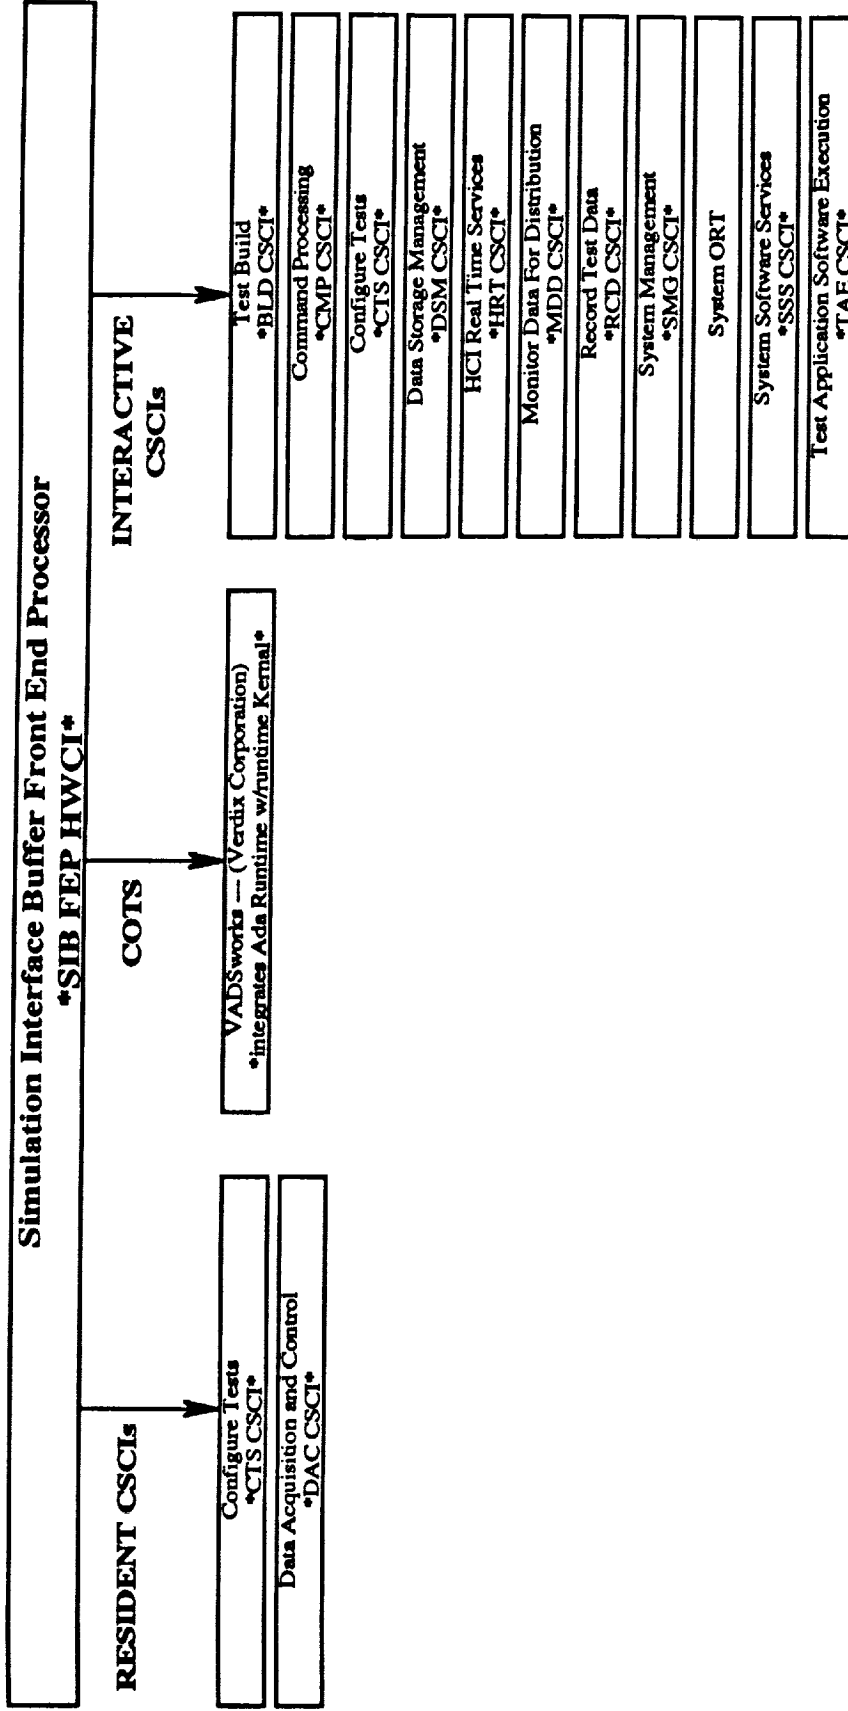 Simulation Interface Buffer Front End Processor
*SIB FEP HWCI*
RESIDENT CSCIs
Configure Tests
*CTS CSCI*
Data Acquisition and Control
*DAC CSCI*
COTS
VADSworks --- (Verdix Corporation)
*integrates Ada Runtime w/runtime Kernal*
INTERACTIVE
CSCIs
Test Build
*BLD CSCI*
Command Processing
*CMP CSCI*
Configure Tests
*CTS CSCI*
Data Storage Management
*DSM CSCI*
HCI Real Time Services
*HRT CSCI*
Monitor Data For Distribution
*MDD CSCI*
Record Test Data
*RCD CSCI*
System Management
*SMG CSCI*
System ORT
System Software Services
*SSS CSCI*
Test Application Software Execution
*TAE CSCI*